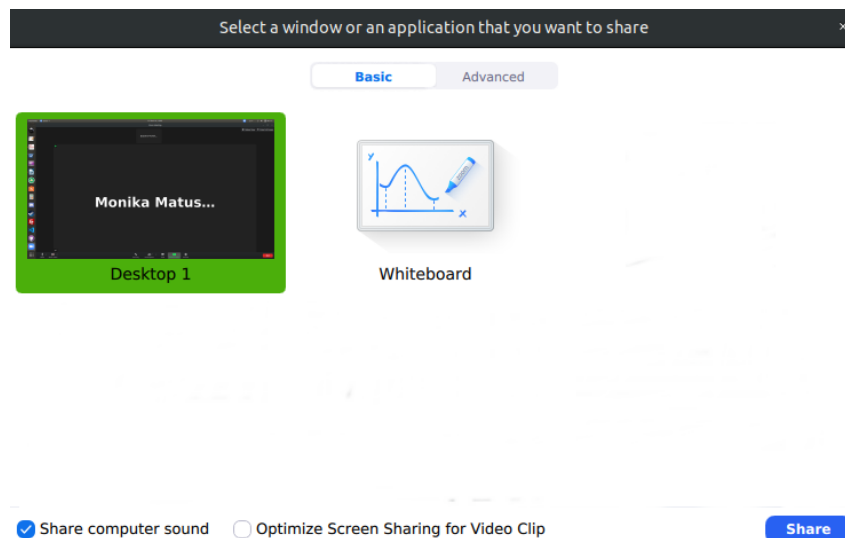 Select a window or an application that you want to share ×
Basic Advanced
Monika Matus...
y
zoom
x
Desktop 1 Whiteboard
Share computer sound Optimize Screen Sharing for Video Clip Share